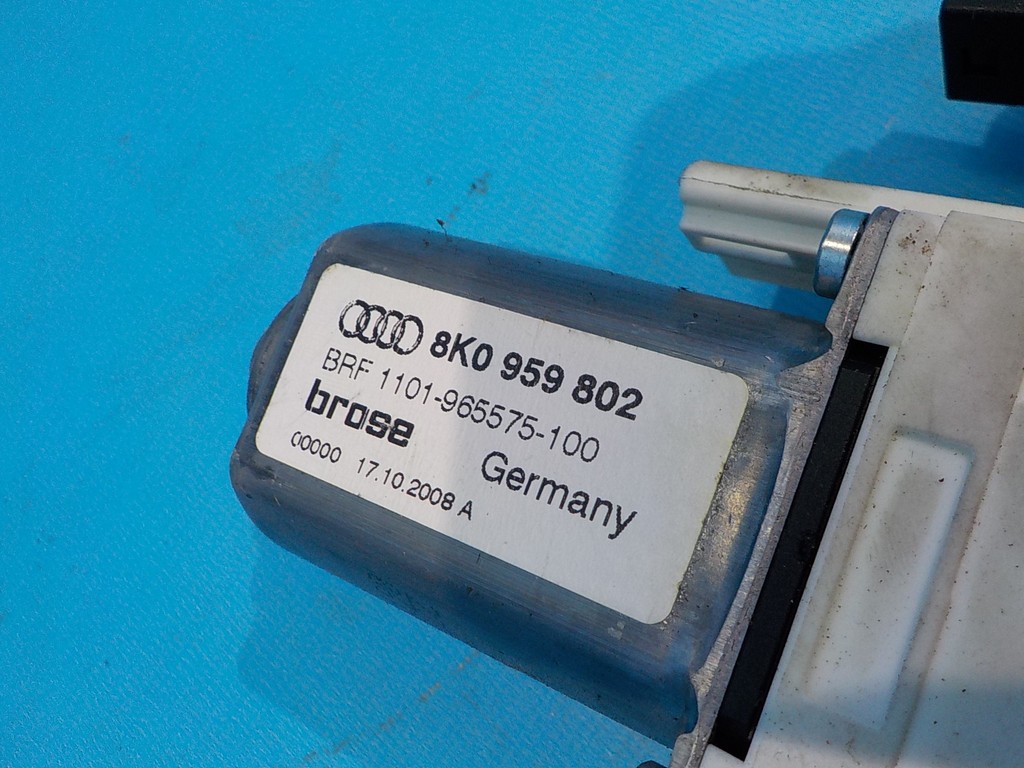 8K0 959 802
BRF 1101-965575-100
brose
Germany
00000 17.10.2008 A